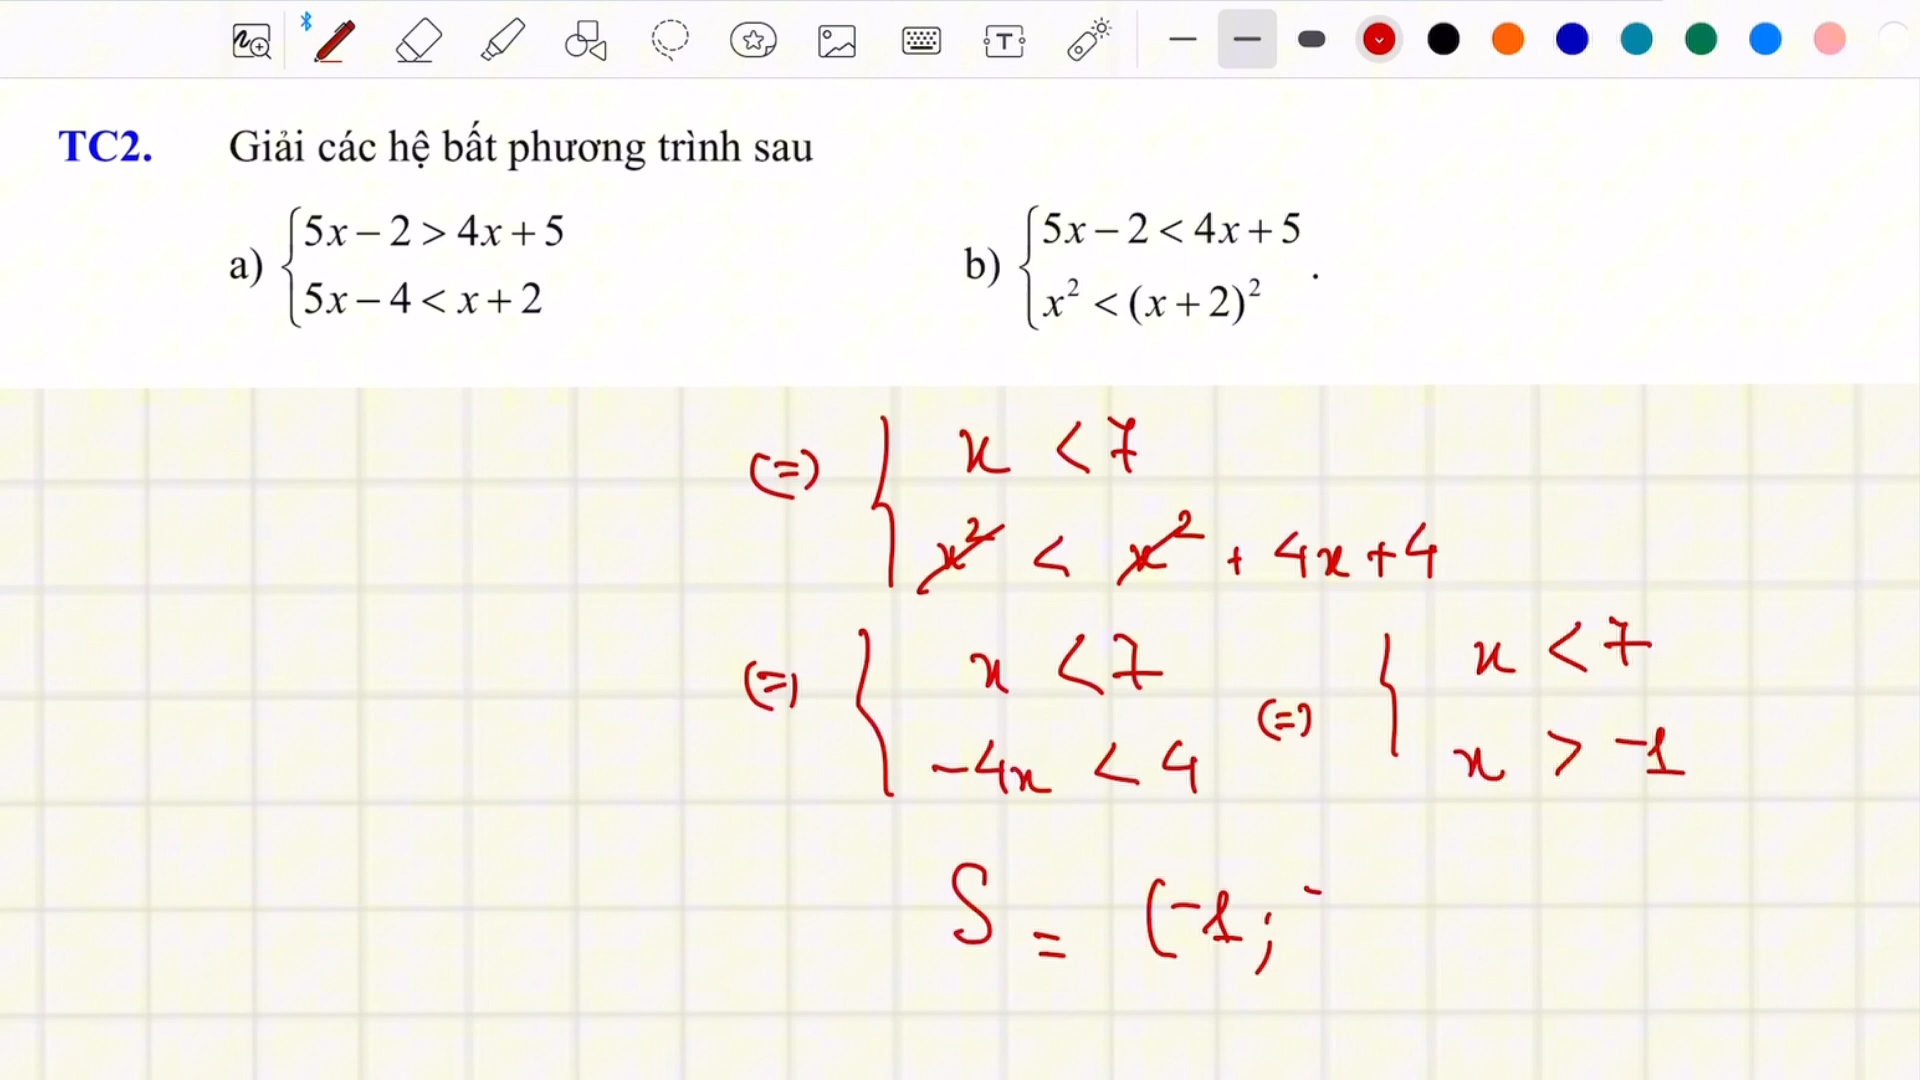 TC2. Giải các hệ bất phương trình sau
a) { 5x − 2 > 4x + 5
5x − 4 < x + 2
b) { 5x − 2 < 4x + 5
x² < (x + 2)² .
(=) { x < 7
x² < x² + 4x + 4
(=) { x < 7
-4x < 4
(=) { x < 7
x > -1
S = (-1;